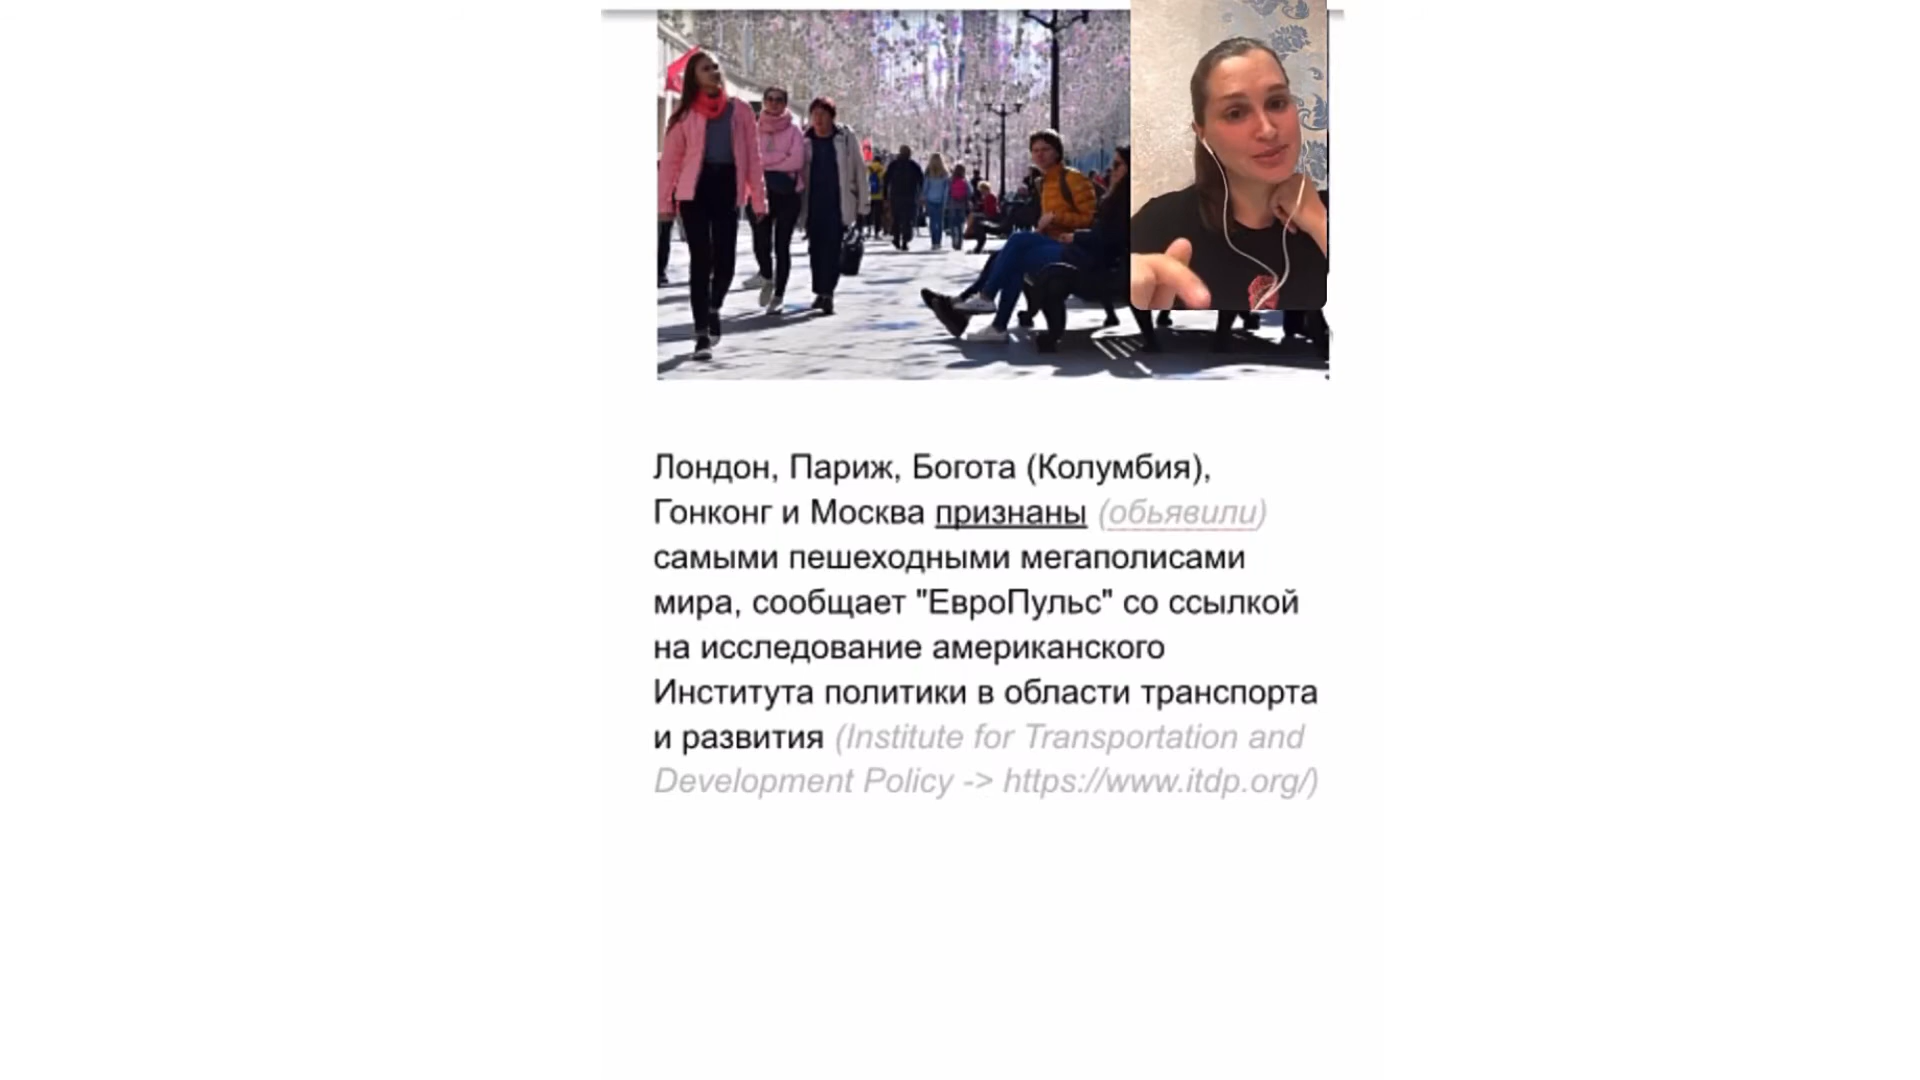 Лондон, Париж, Богота (Колумбия),
Гонконг и Москва признаны (обьявили)
самыми пешеходными мегаполисами
мира, сообщает "ЕвроПульс" со ссылкой
на исследование американского
Института политики в области транспорта
и развития (Institute for Transportation and
Development Policy -> https://www.itdp.org/)